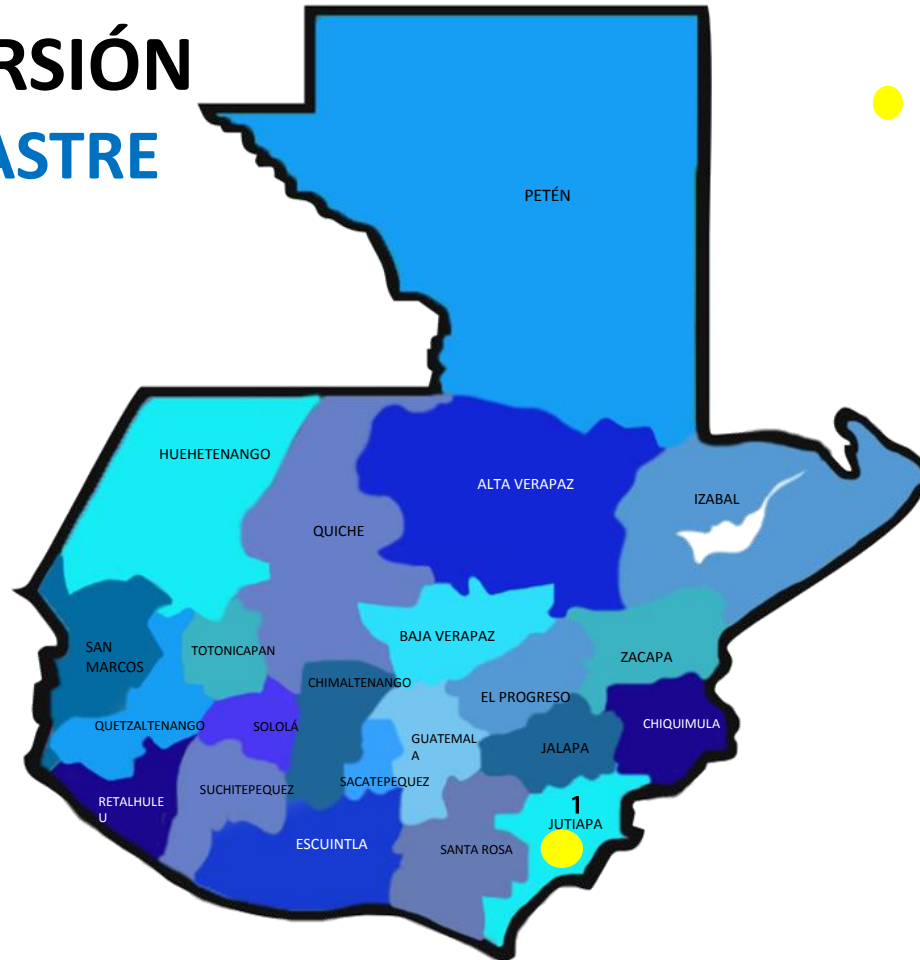 RSIÓN
ASTRE
PETÉN
HUEHETENANGO
ALTA VERAPAZ
IZABAL
QUICHE
BAJA VERAPAZ
SAN
MARCOS
TOTONICAPAN
ZACAPA
CHIMALTENANGO
EL PROGRESO
QUETZALTENANGO
SOLOLÁ
CHIQUIMULA
GUATEMAL
A
JALAPA
SACATEPEQUEZ
SUCHITEPEQUEZ
RETALHULE
U
1
JUTIAPA
ESCUINTLA
SANTA ROSA